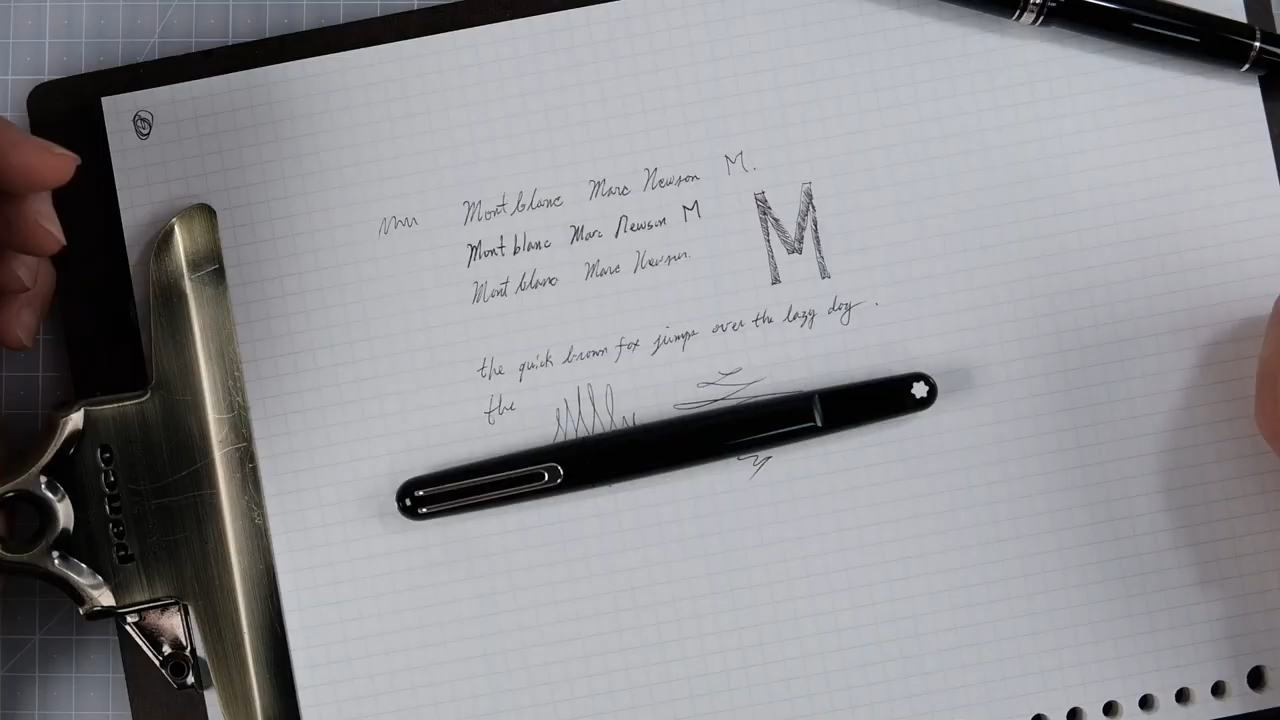 Mont blanc Marc Newson M.
Mont blanc Marc Newson M
Mont blanc Marc Newson.
M
the quick brown fox jumps over the lazy dog.
the
penco